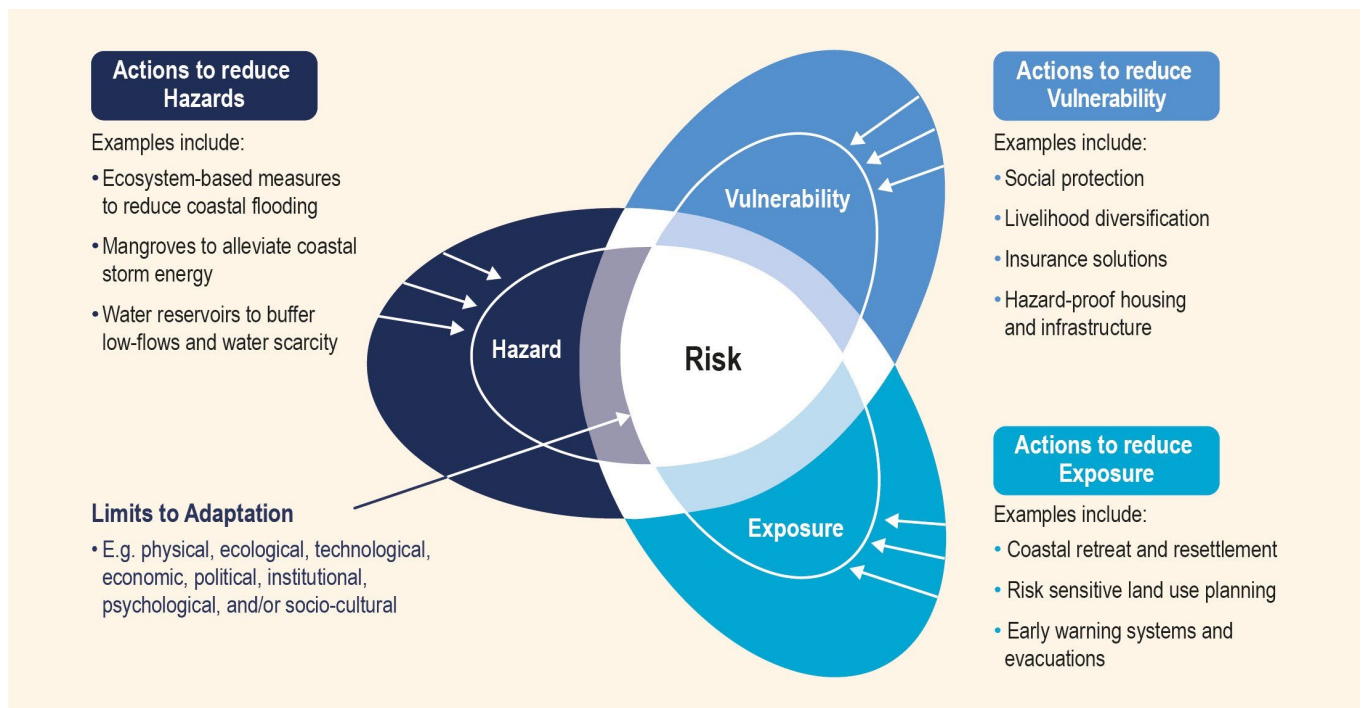 Actions to reduce
Hazards
Examples include:
• Ecosystem-based measures
to reduce coastal flooding
• Mangroves to alleviate coastal
storm energy
• Water reservoirs to buffer
low-flows and water scarcity
Limits to Adaptation
• E.g. physical, ecological, technological,
economic, political, institutional,
psychological, and/or socio-cultural
Vulnerability
Hazard
Risk
Exposure
Actions to reduce
Vulnerability
Examples include:
• Social protection
• Livelihood diversification
• Insurance solutions
• Hazard-proof housing
and infrastructure
Actions to reduce
Exposure
Examples include:
• Coastal retreat and resettlement
• Risk sensitive land use planning
• Early warning systems and
evacuations